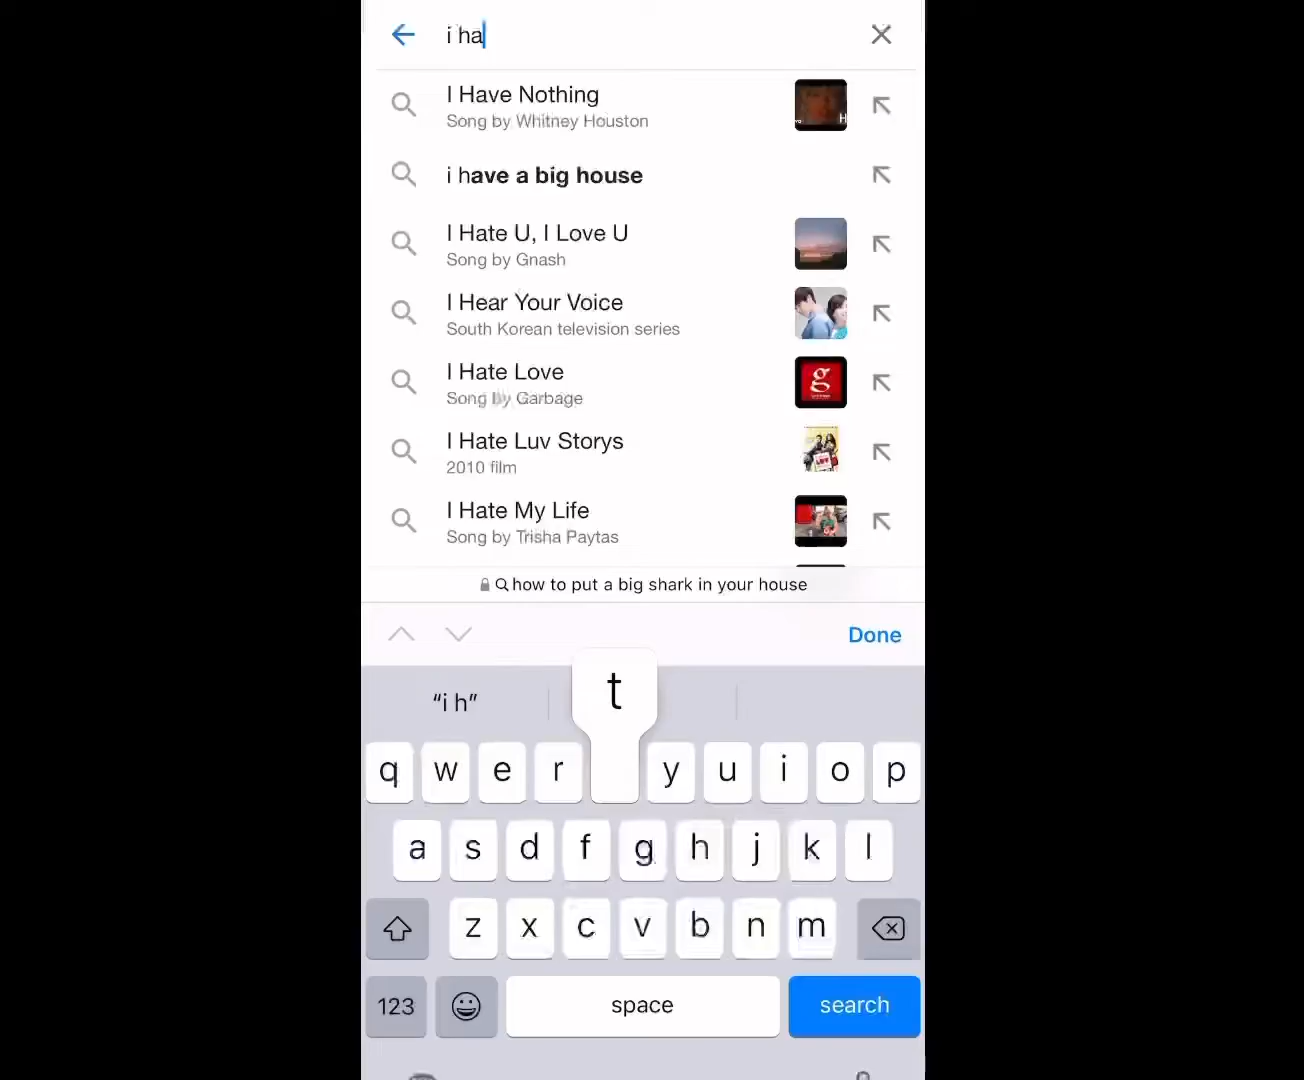 i ha
I Have Nothing
Song by Whitney Houston
i have a big house
I Hate U, I Love U
Song by Gnash
I Hear Your Voice
South Korean television series
I Hate Love
Song by Garbage
g
I Hate Luv Storys
2010 film
I Hate My Life
Song by Trisha Paytas
how to put a big shark in your house
Done
“i h”
t
q w e r y u i o p
a s d f g h j k l
z x c v b n m
123 space search